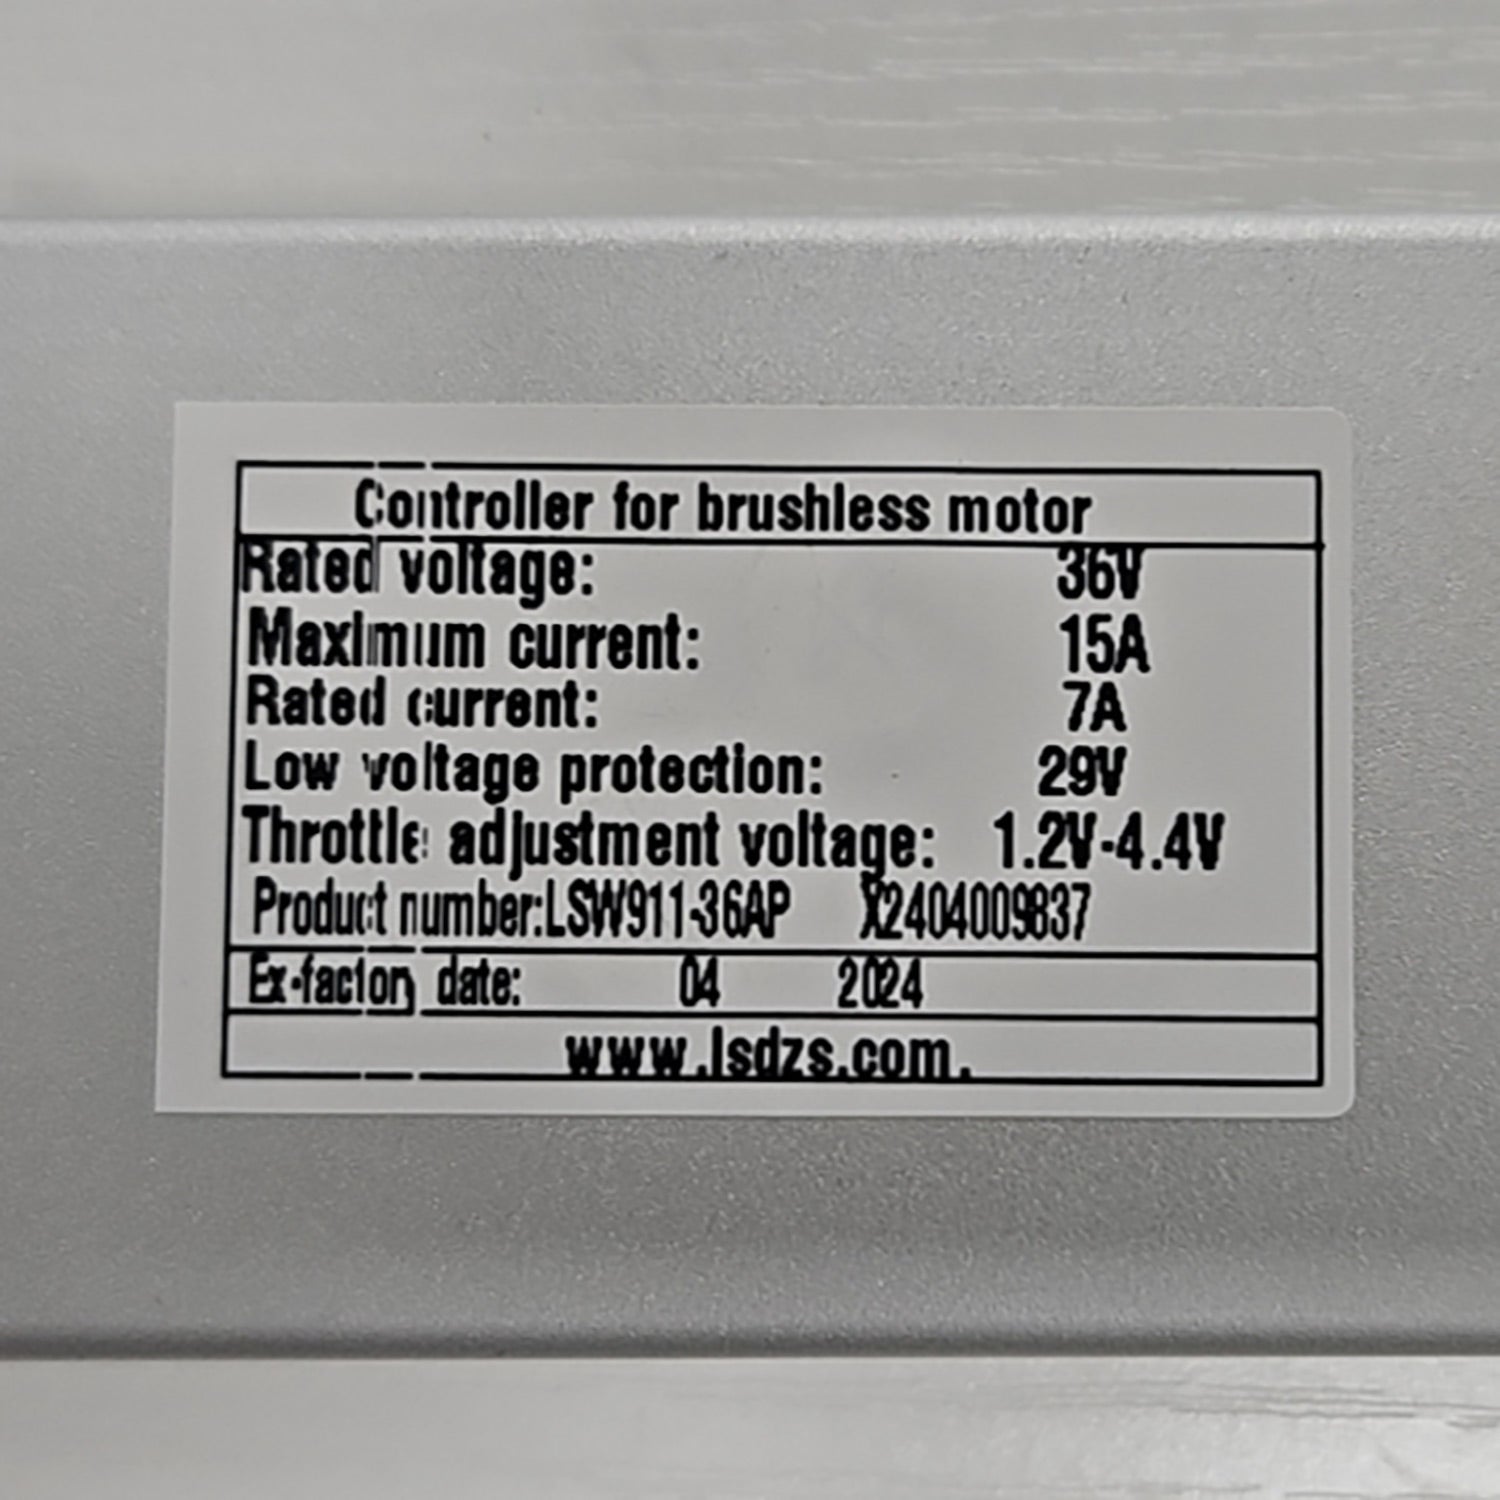 Controller for brushless motor
Rated voltage: 36V
Maximum current: 15A
Rated current: 7A
Low voltage protection: 29V
Throttle adjustment voltage: 1.2V-4.4V
Product number:LSW911-36AP X2404009837
Ex-factory date: 04 2024
www.lsdzs.com.